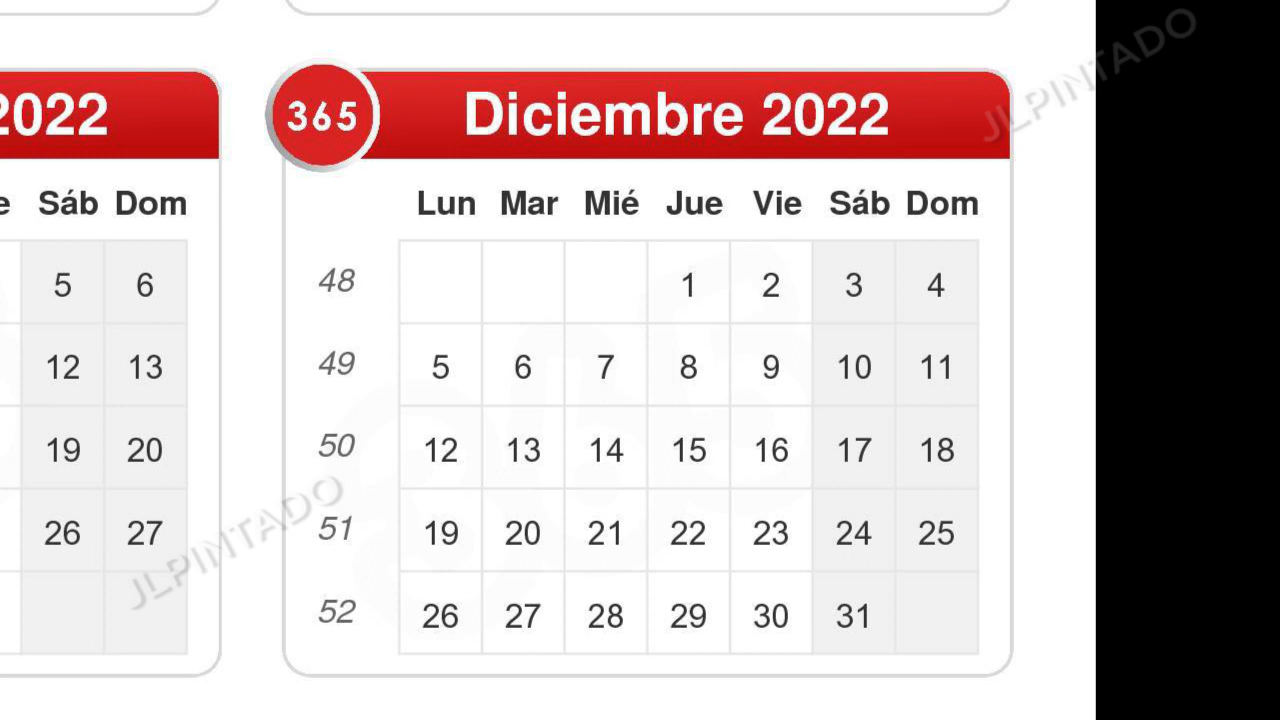 2022
e Sáb Dom
5 6
12 13
19 20
26 27
365
Diciembre 2022
Lun Mar Mié Jue Vie Sáb Dom
48 1 2 3 4
49 5 6 7 8 9 10 11
50 12 13 14 15 16 17 18
51 19 20 21 22 23 24 25
52 26 27 28 29 30 31
JLPINTADO
JLPINTADO